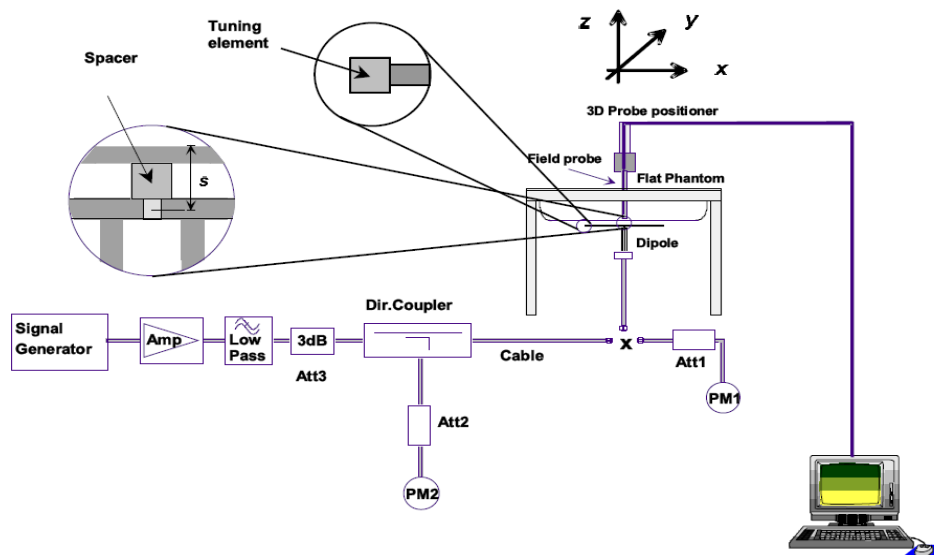 Tuning
element
z
y
x
Spacer
3D Probe positioner
Field probe
Flat Phantom
s
Dipole
Dir.Coupler
Signal
Generator
Amp
Low
Pass
3dB
Att3
Cable
x
Att1
PM1
Att2
PM2